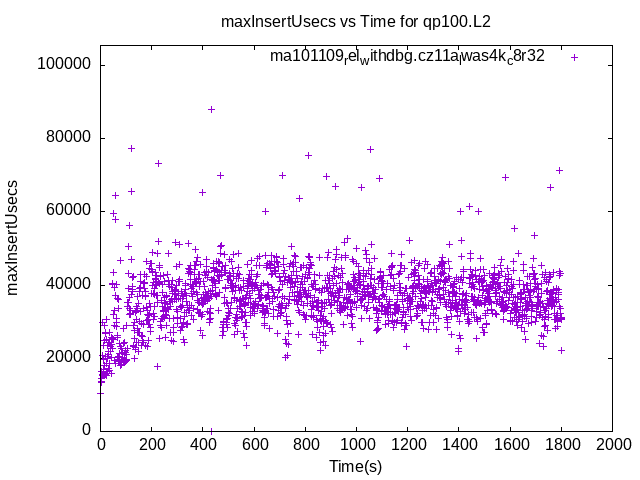 maxInsertUsecs vs Time for qp100.L2
ma101109relwithdbg.cz11aiwas4kc8r32
maxInsertUsecs
100000
80000
60000
40000
20000
0
0 200 400 600 800 1000 1200 1400 1600 1800 2000
Time(s)